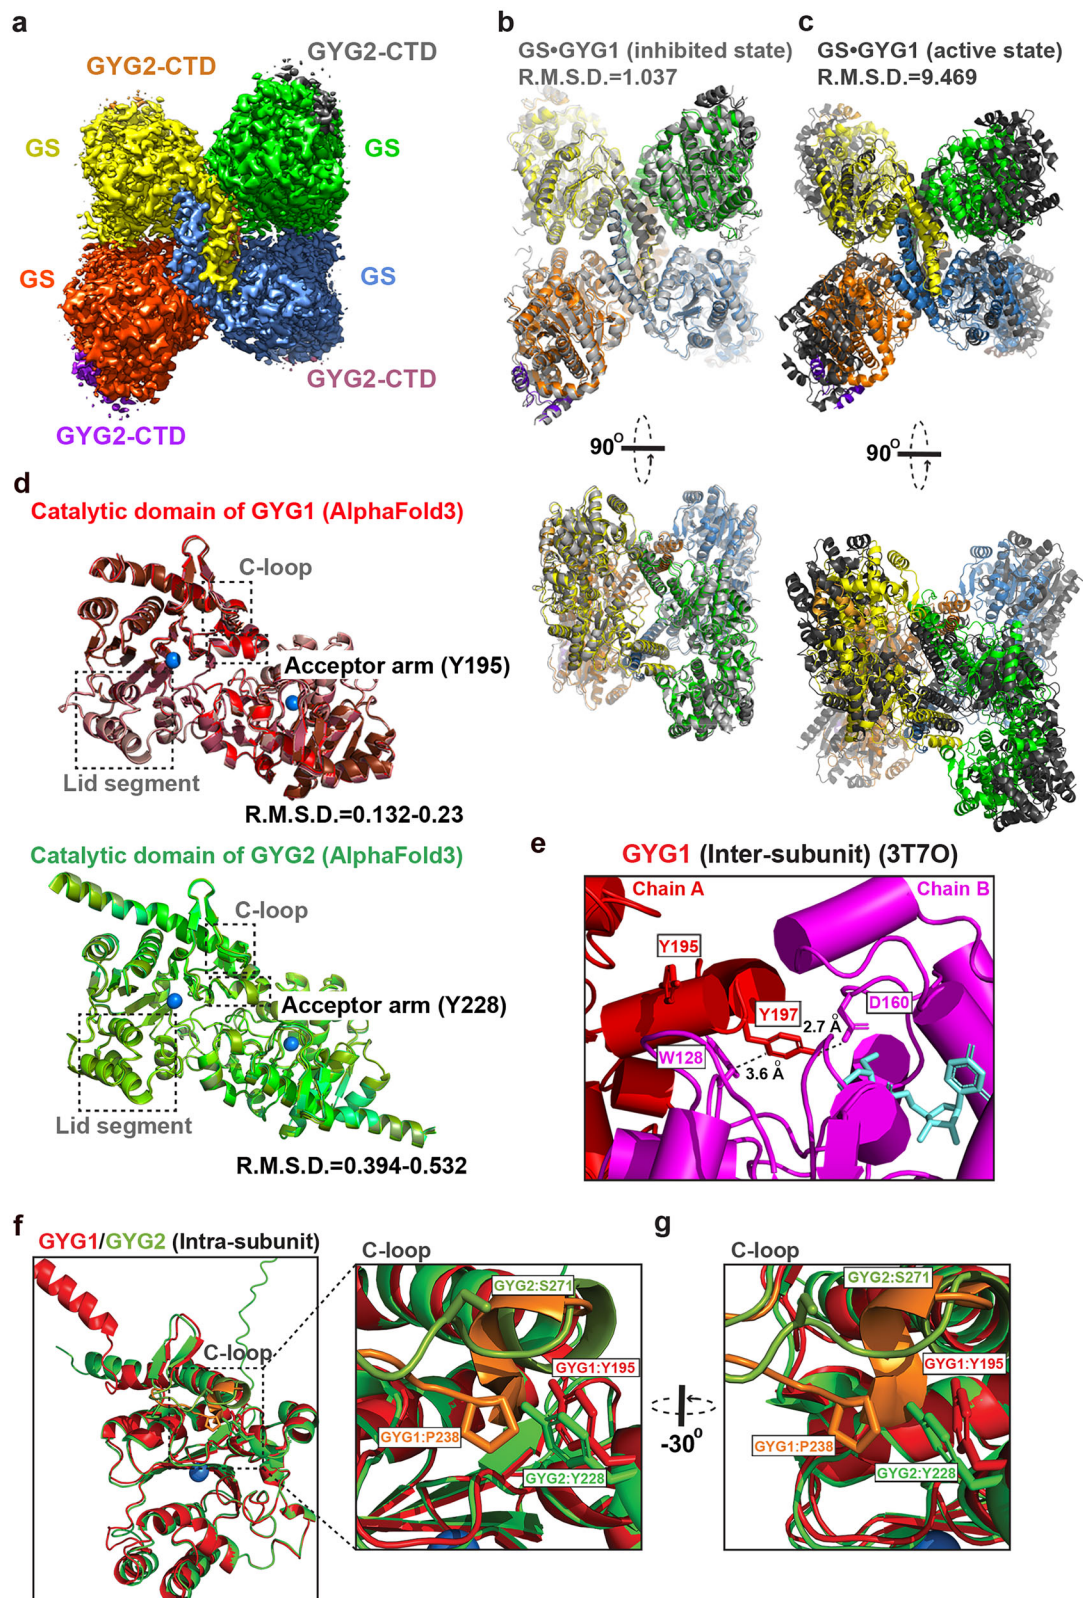 a
GYG2-CTD
GYG2-CTD
GS
GS
GS
GS
GYG2-CTD
GYG2-CTD
b
GS•GYG1 (inhibited state)
R.M.S.D.=1.037
90°
c
GS•GYG1 (active state)
R.M.S.D.=9.469
90°
d
Catalytic domain of GYG1 (AlphaFold3)
C-loop
Acceptor arm (Y195)
Lid segment
R.M.S.D.=0.132-0.23
Catalytic domain of GYG2 (AlphaFold3)
C-loop
Acceptor arm (Y228)
Lid segment
R.M.S.D.=0.394-0.532
e
GYG1 (Inter-subunit) (3T7O)
Chain A
Chain B
Y195
Y197
D160
2.7 Å
W128
3.6 Å
f
GYG1/GYG2 (Intra-subunit)
C-loop
C-loop
GYG2:S271
GYG1:Y195
GYG1:P238
GYG2:Y228
-30°
g
C-loop
GYG2:S271
GYG1:Y195
GYG1:P238
GYG2:Y228